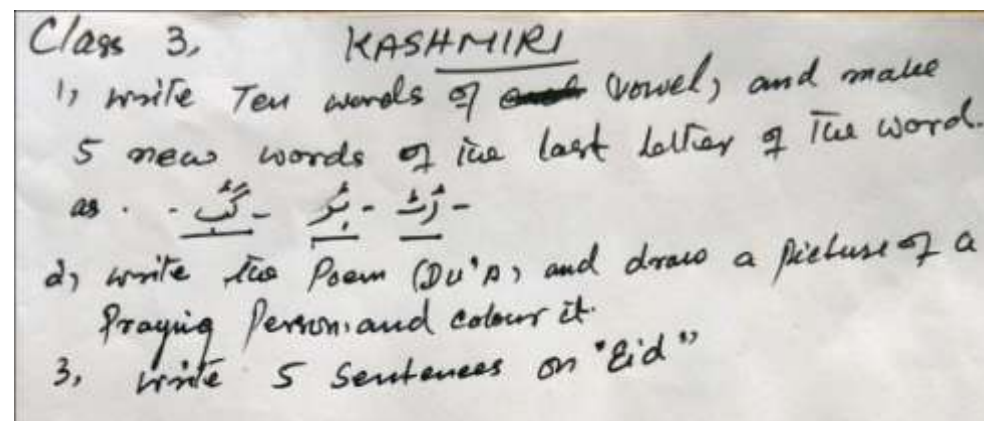 Class 3, KASHMIRI
1, write Ten words of vowel, and make
5 new words of the last letter of the word.
as . . گٔب - بٔر - رٔٹ -
2, write the Poem (Du'A) and draw a picture of a
Praying Person, and colour it.
3, write 5 Sentences on "Eid"